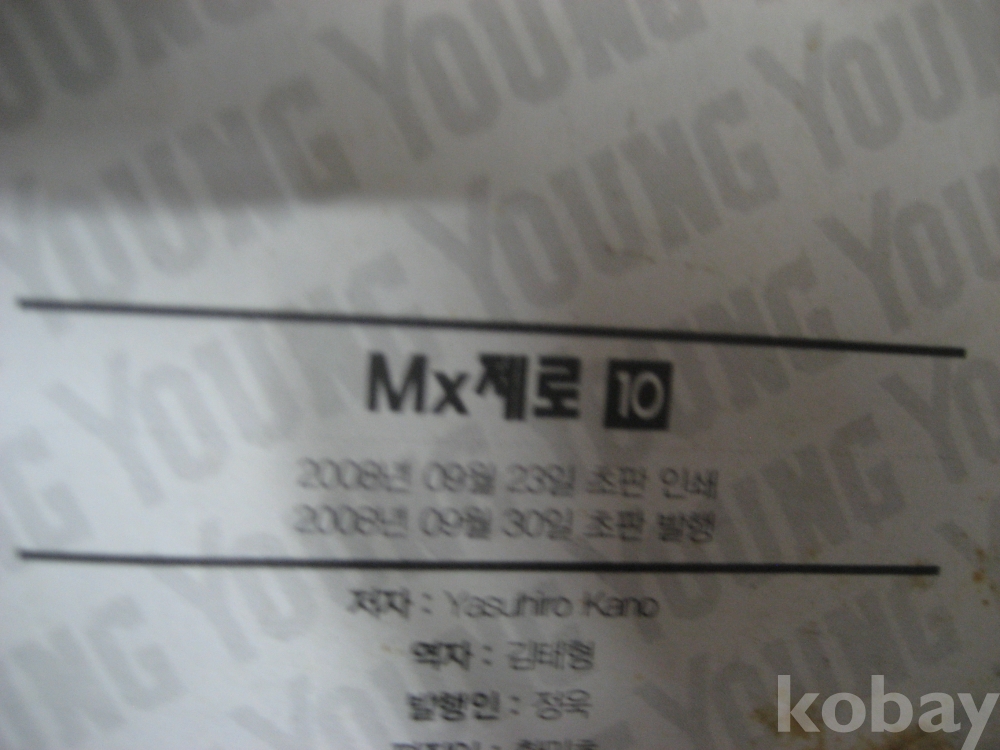 YOUNG YOUNG YOUNG
Mx제로 10
2008년 09월 23일 초판 인쇄
2008년 09월 30일 초판 발행
저자 : Yasuhiro Kano
역자 : 김태형
발행인 : 정욱
kobay